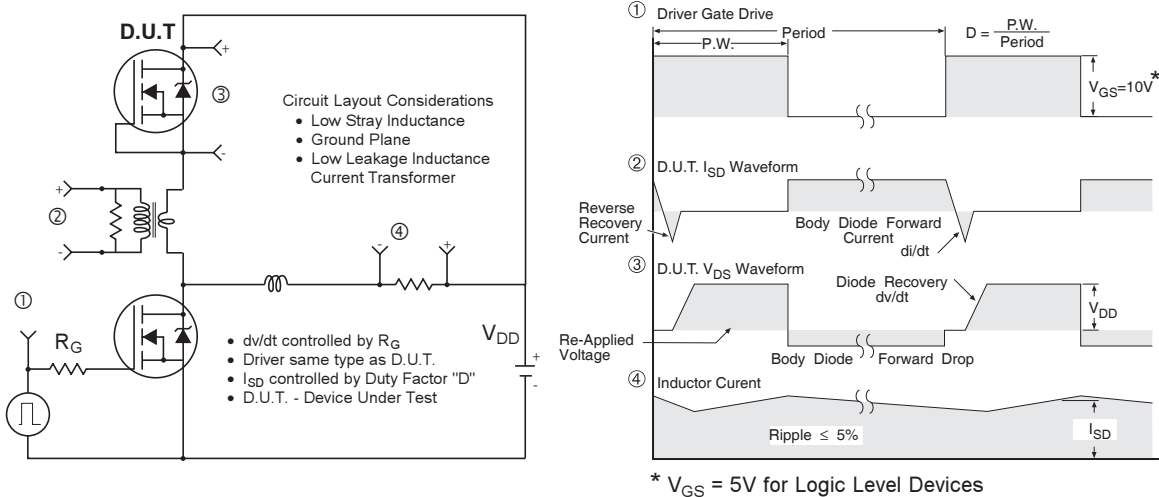 D.U.T
+
③
-
Circuit Layout Considerations
• Low Stray Inductance
• Ground Plane
• Low Leakage Inductance
Current Transformer
+
②
-
④
-
+
①
R_G
• dv/dt controlled by R_G
• Driver same type as D.U.T.
• I_SD controlled by Duty Factor "D"
• D.U.T. - Device Under Test
V_DD
+
-
① Driver Gate Drive
P.W.
Period
D = P.W. / Period
V_GS=10V*
② D.U.T. I_SD Waveform
Reverse
Recovery
Current
Body Diode Forward
Current
di/dt
③ D.U.T. V_DS Waveform
Diode Recovery
dv/dt
V_DD
Re-Applied
Voltage
Body Diode Forward Drop
④ Inductor Curent
Ripple ≤ 5%
I_SD
* V_GS = 5V for Logic Level Devices